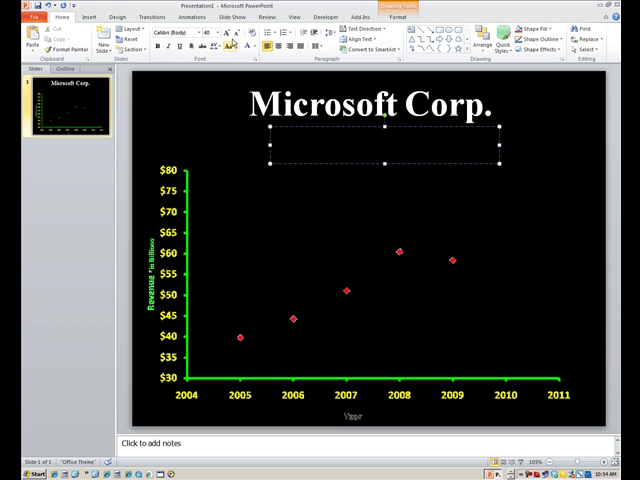 Presentation1 - Microsoft PowerPoint
Drawing Tools
File Home Insert Design Transitions Animations Slide Show Review View Developer Add-Ins Format
Paste
Cut
Copy
Format Painter
Clipboard
New Slide
Layout
Reset
Section
Slides
Calibri (Body) 40
Font
Paragraph
Text Direction
Align Text
Convert to SmartArt
Arrange
Quick Styles
Shape Fill
Shape Outline
Shape Effects
Drawing
Find
Replace
Select
Editing
Slides Outline
1
Microsoft Corp.
Microsoft Corp.
$80
$75
$70
$65
$60
$55
$50
$45
$40
$35
$30
Revenue *in Billions
2004 2005 2006 2007 2008 2009 2010 2011
Year
Click to add notes
Slide 1 of 1 "Office Theme" 105%
Start 10:54 AM